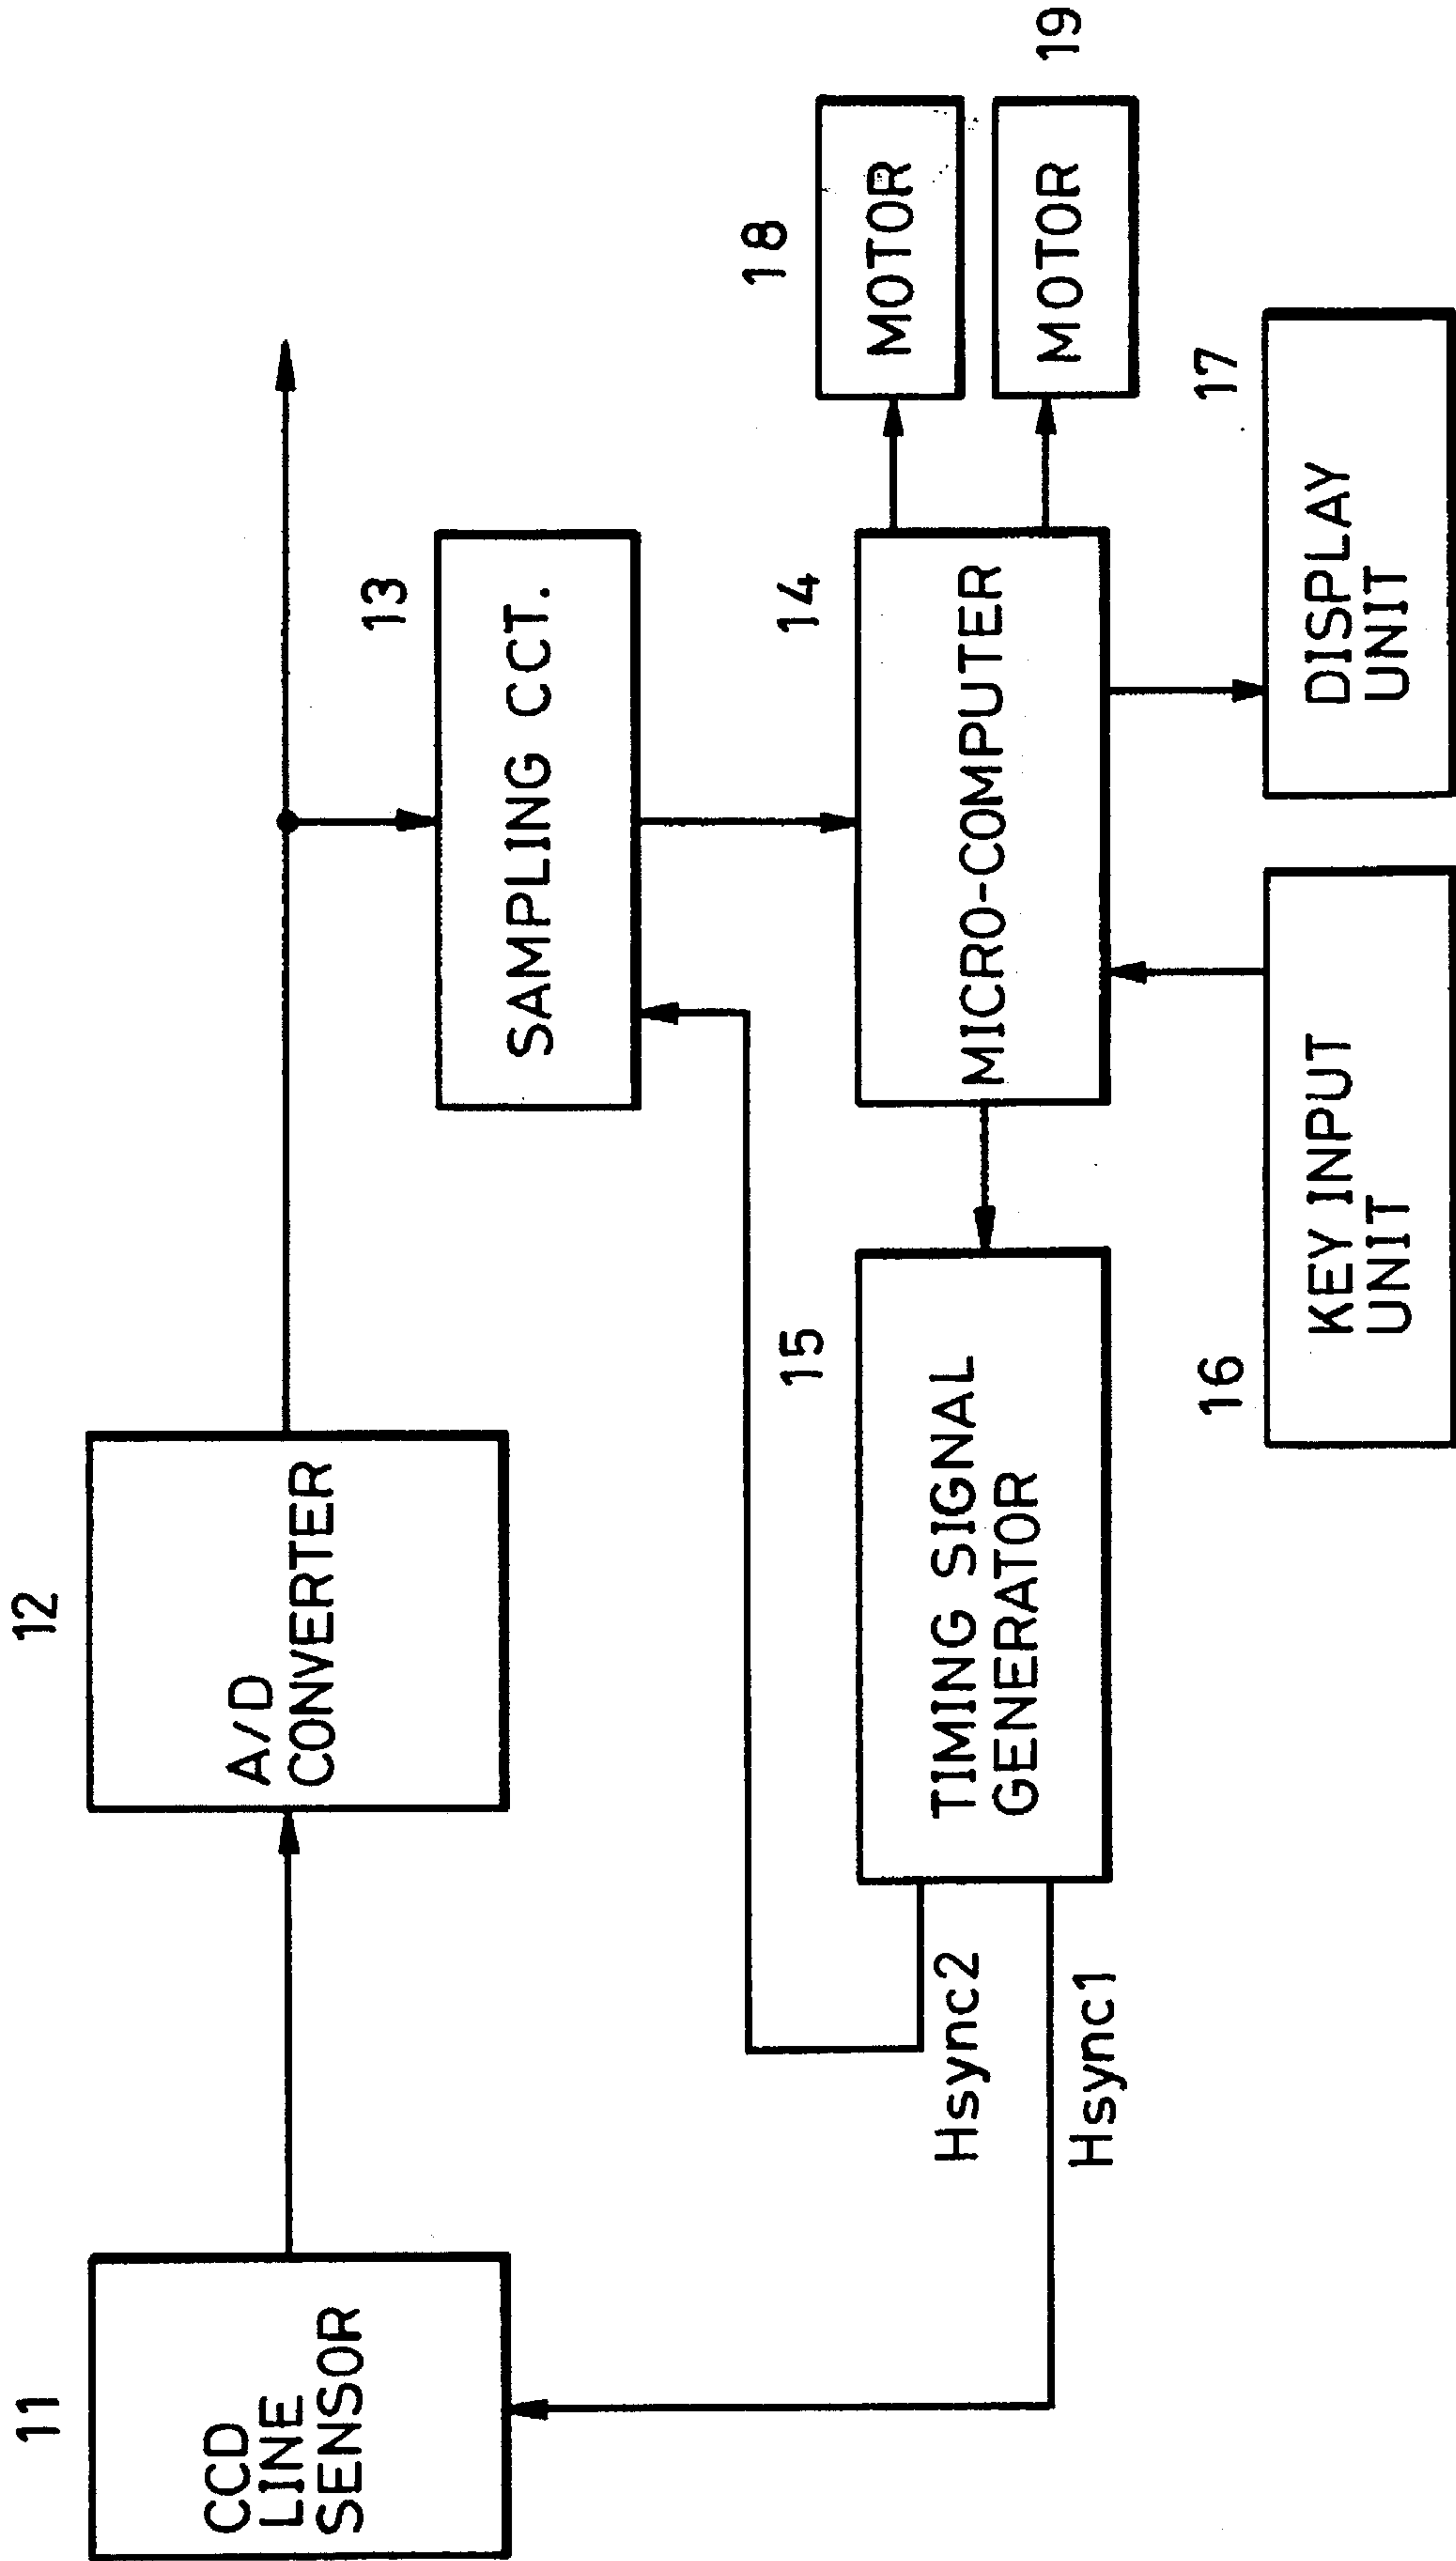 11
CCD
LINE
SENSOR
12
A/D
CONVERTER
13
SAMPLING CCT.
Hsync2
Hsync1
15
TIMING SIGNAL
GENERATOR
14
MICRO-COMPUTER
18
MOTOR
MOTOR
19
16
KEY INPUT
UNIT
17
DISPLAY
UNIT